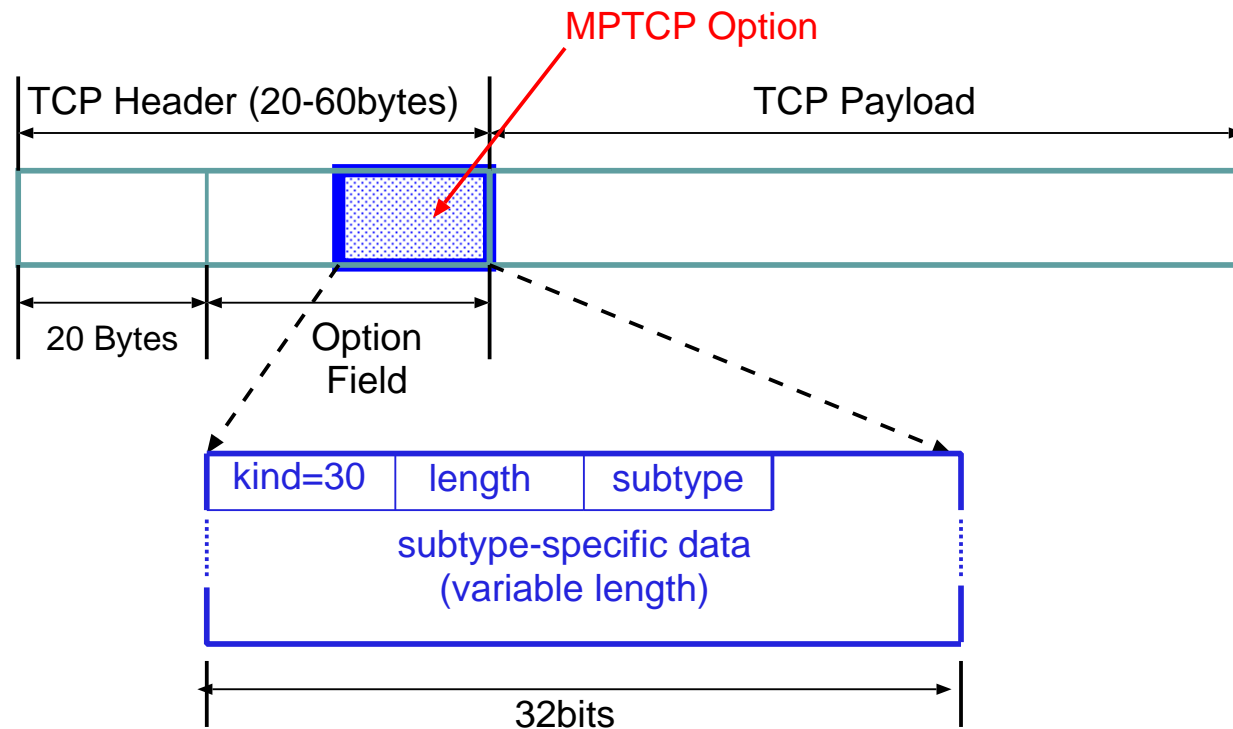 MPTCP Option
TCP Header (20-60bytes)
TCP Payload
20 Bytes
Option
Field
kind=30
length
subtype
subtype-specific data
(variable length)
32bits